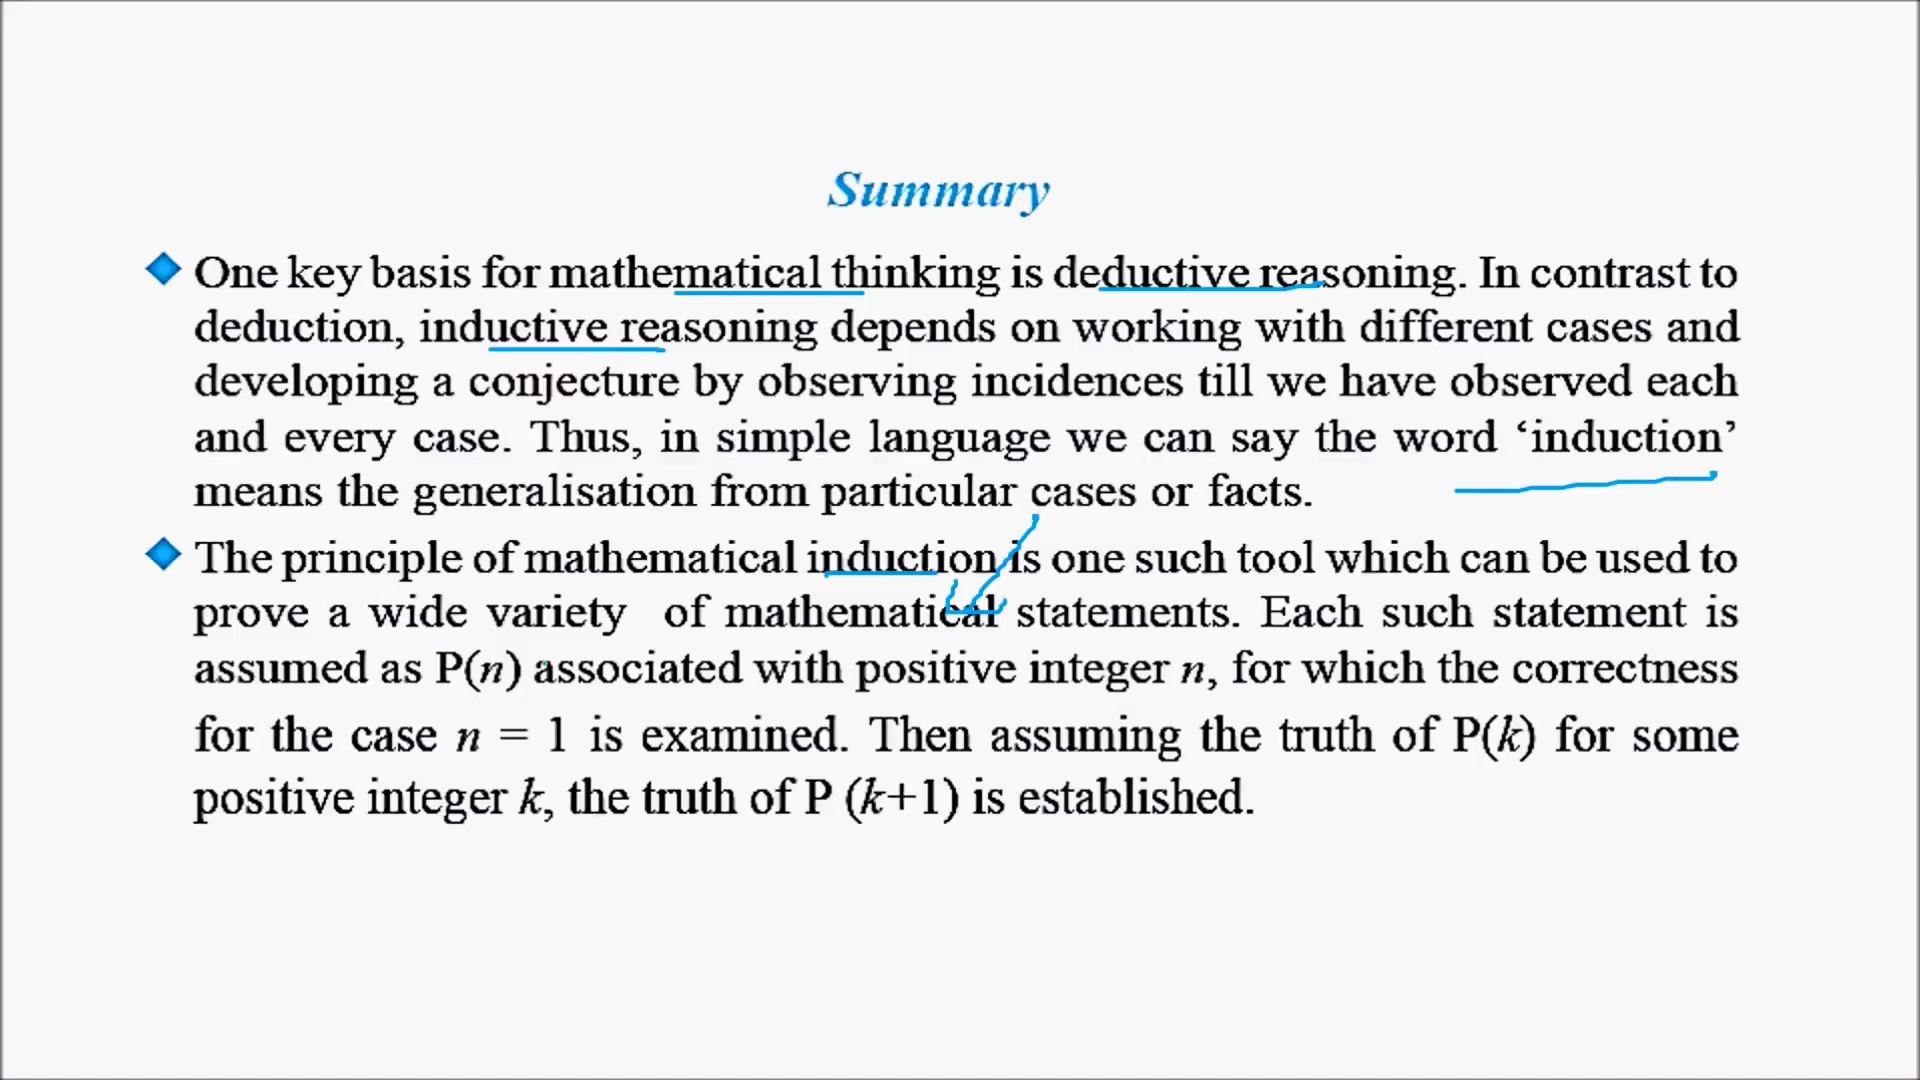 Summary
One key basis for mathematical thinking is deductive reasoning. In contrast to
deduction, inductive reasoning depends on working with different cases and
developing a conjecture by observing incidences till we have observed each
and every case. Thus, in simple language we can say the word ‘induction’
means the generalisation from particular cases or facts.
The principle of mathematical induction is one such tool which can be used to
prove a wide variety of mathematical statements. Each such statement is
assumed as P(n) associated with positive integer n, for which the correctness
for the case n = 1 is examined. Then assuming the truth of P(k) for some
positive integer k, the truth of P (k+1) is established.